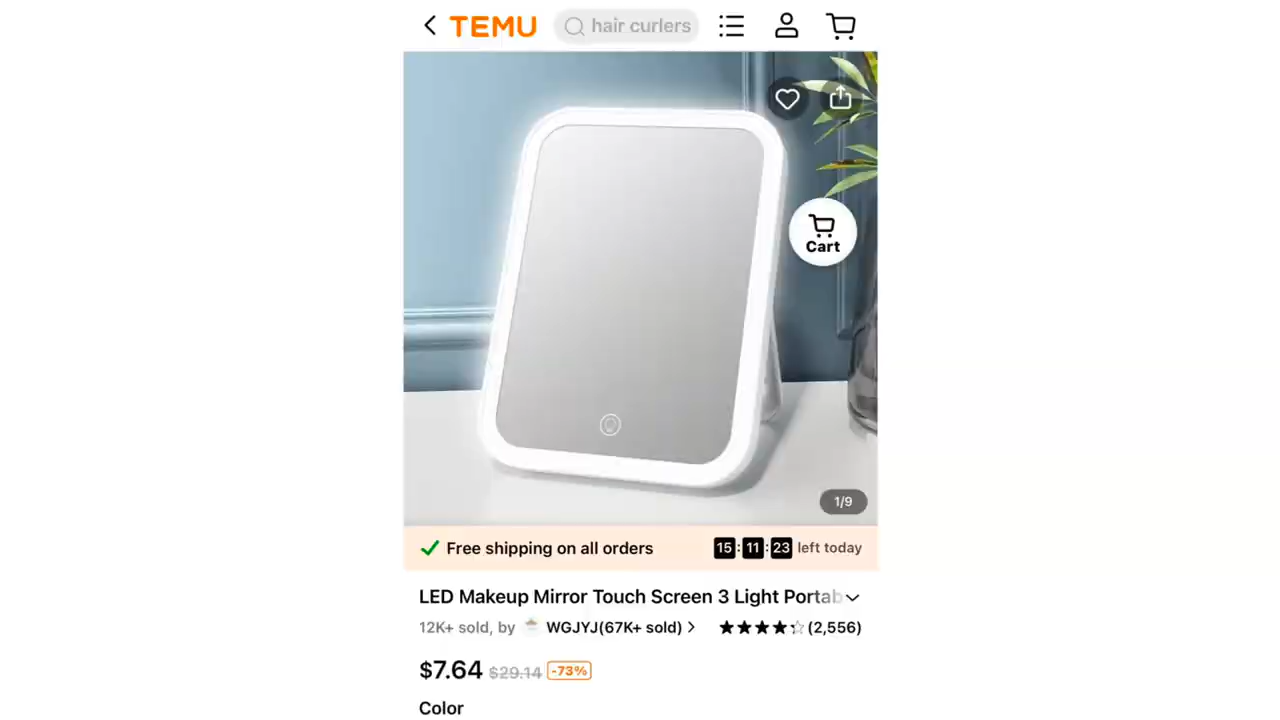 TEMU hair curlers
Cart
1/9
Free shipping on all orders 15:11:23 left today
LED Makeup Mirror Touch Screen 3 Light Portab
12K+ sold, by WGJYJ(67K+ sold) > (2,556)
$7.64 $29.14 -73%
Color